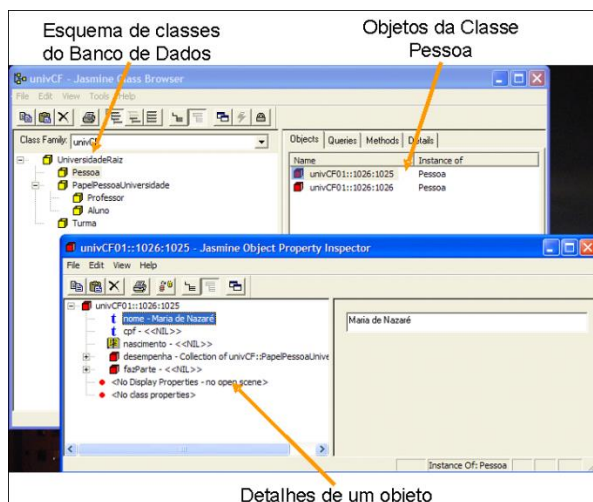 Esquema de classes
do Banco de Dados
Objetos da Classe
Pessoa
univCF - Jasmine Class Browser
File Edit View Tools Help
Class Family: univCF
Objects Queries Methods Details
Name Instance of
UniversidadeRaiz
univCF01::1026:1025 Pessoa
Pessoa
univCF01::1026:1026 Pessoa
PapelPessoaUniversidade
Professor
Aluno
Turma
univCF01::1026:1025 - Jasmine Object Property Inspector
File Edit View Help
univCF01::1026:1025
nome - Maria de Nazaré
Maria de Nazaré
t cpf - <<NIL>>
nascimento - <<NIL>>
desempenha - Collection of univCF::PapelPessoaUnive
fazParte - <<NIL>>
<No Display Properties - no open scene>
<No class properties>
Instance Of: Pessoa
Detalhes de um objeto